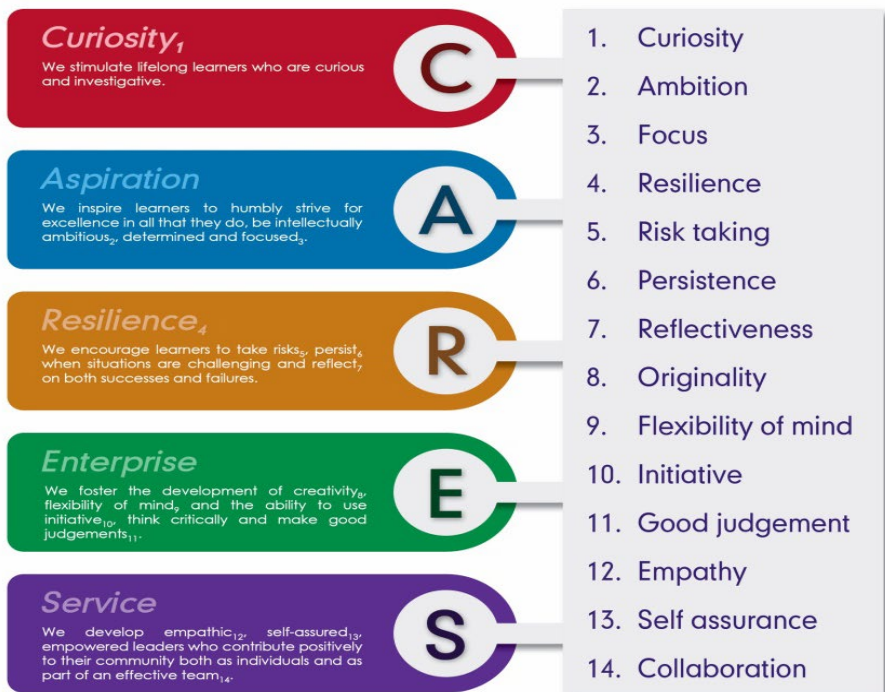 Curiosity₁
We stimulate lifelong learners who are curious
and investigative.
C
Aspiration
We inspire learners to humbly strive for
excellence in all that they do, be intellectually
ambitious₂, determined and focused₃.
A
Resilience₄
We encourage learners to take risks₅, persist₆
when situations are challenging and reflect₇
on both successes and failures.
R
Enterprise
We foster the development of creativity₈,
flexibility of mind₉ and the ability to use
initiative₁₀, think critically and make good
judgements₁₁.
E
Service
We develop empathic₁₂, self-assured₁₃,
empowered leaders who contribute positively
to their community both as individuals and as
part of an effective team₁₄.
S
1. Curiosity
2. Ambition
3. Focus
4. Resilience
5. Risk taking
6. Persistence
7. Reflectiveness
8. Originality
9. Flexibility of mind
10. Initiative
11. Good judgement
12. Empathy
13. Self assurance
14. Collaboration